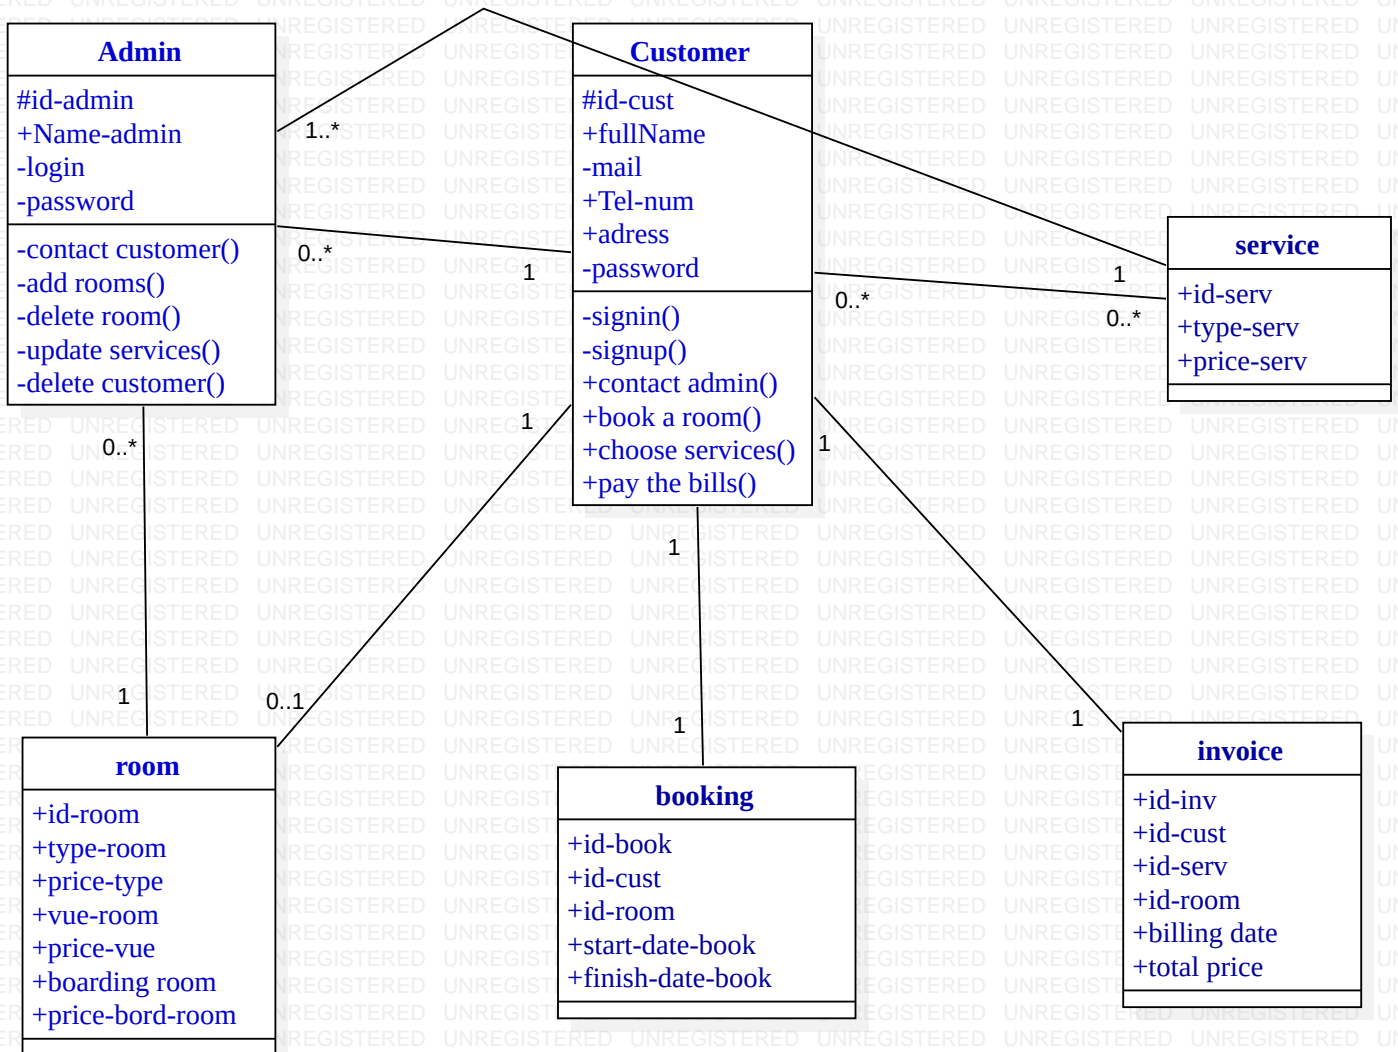 Admin
#id-admin
+Name-admin
-login
-password
-contact customer()
-add rooms()
-delete room()
-update services()
-delete customer()
1..*
0..*
1
0..*
1
Customer
#id-cust
+fullName
-mail
+Tel-num
+adress
-password
-signin()
-signup()
+contact admin()
+book a room()
+choose services()
+pay the bills()
0..*
1
0..*
1
1
1
0..1
1
1
service
+id-serv
+type-serv
+price-serv
room
+id-room
+type-room
+price-type
+vue-room
+price-vue
+boarding room
+price-bord-room
booking
+id-book
+id-cust
+id-room
+start-date-book
+finish-date-book
invoice
+id-inv
+id-cust
+id-serv
+id-room
+billing date
+total price
UNREGISTERED